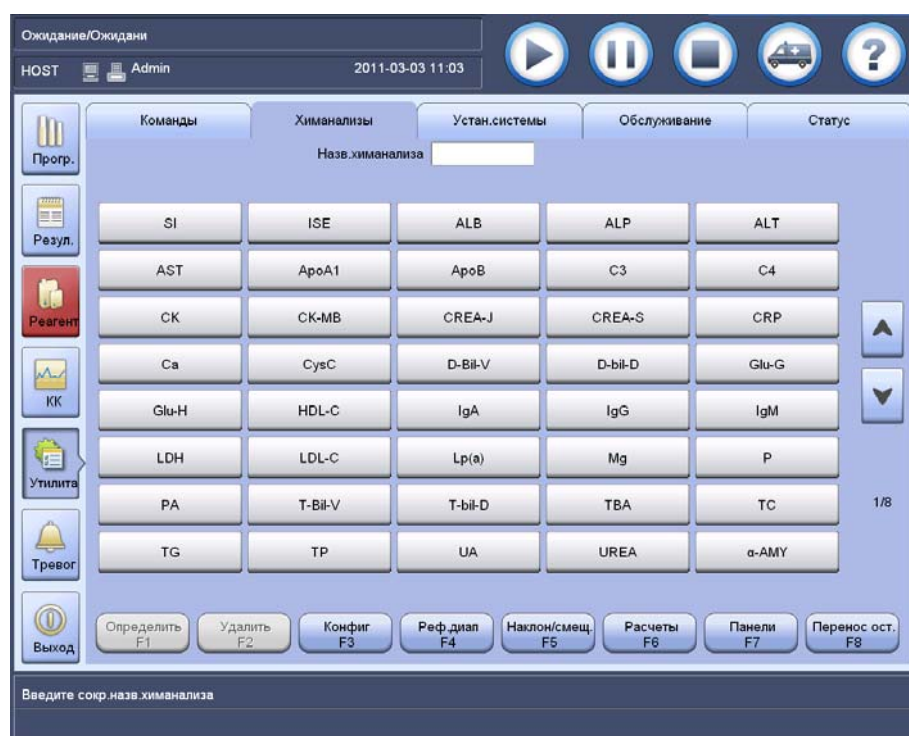 Ожидание/Ожидани
HOST Admin 2011-03-03 11:03
?
Команды Химанализы Устан.системы Обслуживание Статус
Прогр.
Назв.химанализа
Резул.
SI ISE ALB ALP ALT
AST ApoA1 ApoB C3 C4
Реагент
CK CK-MB CREA-J CREA-S CRP
Ca CysC D-Bil-V D-bil-D Glu-G
КК
Glu-H HDL-C IgA IgG IgM
LDH LDL-C Lp(a) Mg P
Утилита
PA T-Bil-V T-bil-D TBA TC 1/8
TG TP UA UREA α-AMY
Тревог
Определить Удалить Конфиг Реф.диап Наклон/смещ. Расчеты Панели Перенос ост.
F1 F2 F3 F4 F5 F6 F7 F8
Выход
Введите сокр.назв.химанализа